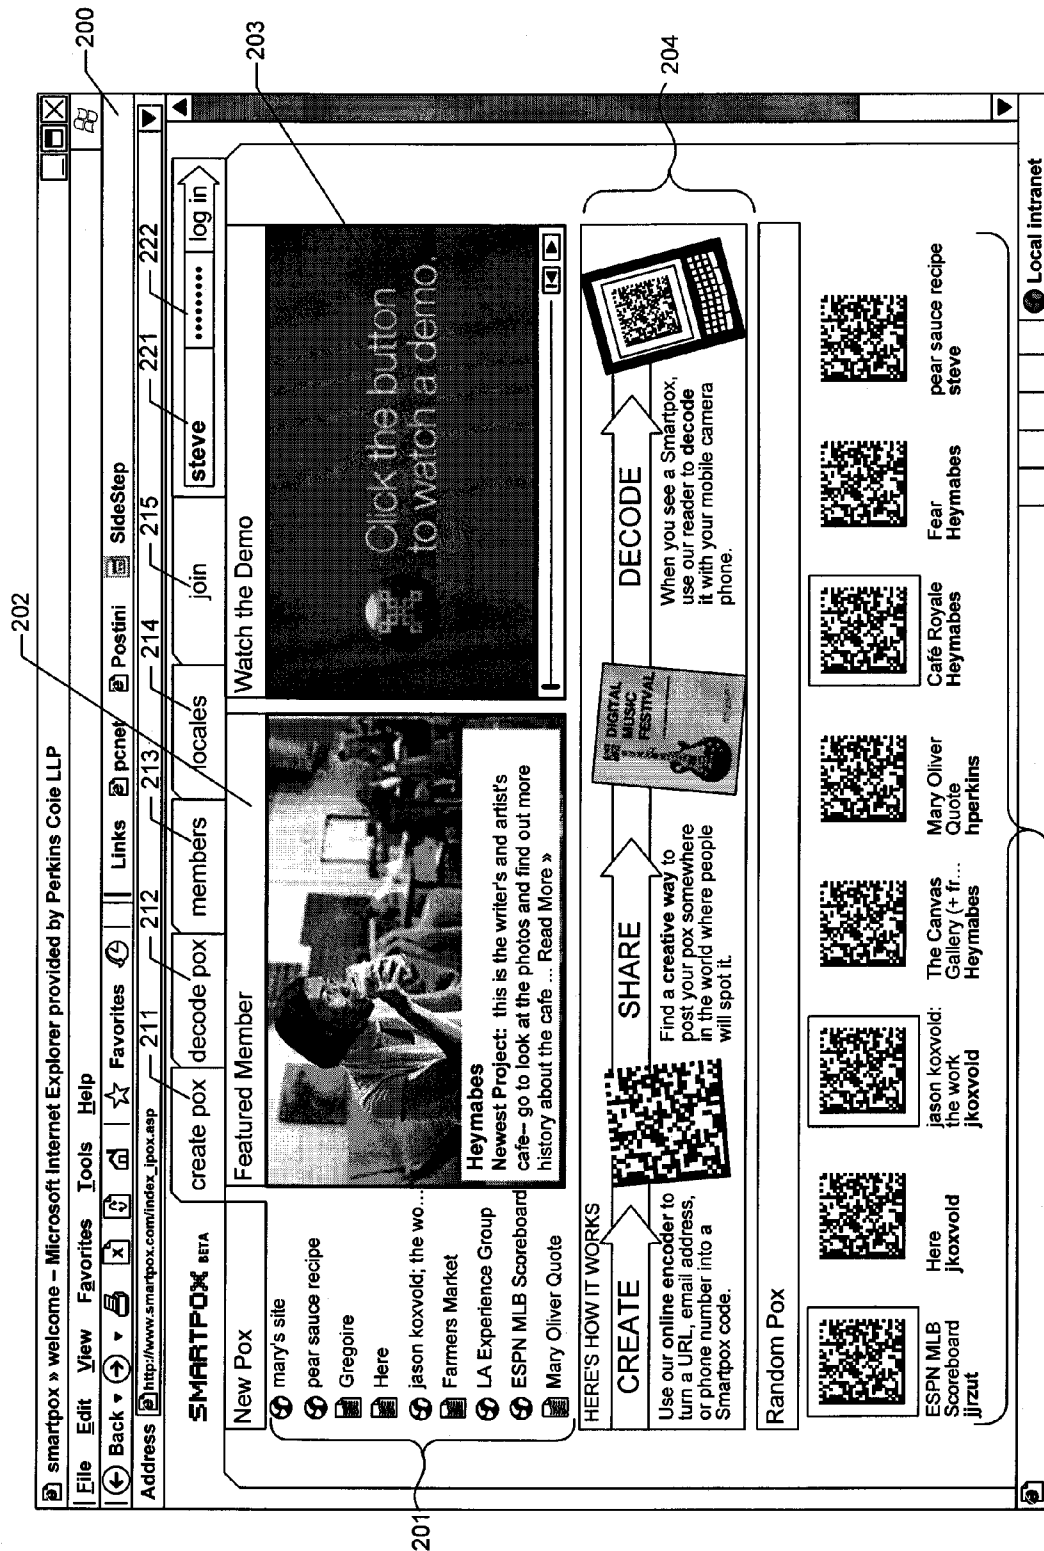 smartpox » welcome – Microsoft Internet Explorer provided by Perkins Coie LLP
File Edit View Favorites Tools Help
Back Favorites Links pcnet Postini SideStep
Address http://www.smartpox.com/index_ipox.asp
200
211
212
213
214
215
221
222
202
203
SMARTPOX BETA
create pox
decode pox
members
locales
join
steve
•••••••••
log in
New Pox
mary's site
pear sauce recipe
Gregoire
Here
jason koxvold; the wo...
Farmers Market
LA Experience Group
ESPN MLB Scoreboard
Mary Oliver Quote
201
Featured Member
Heymabes
Newest Project: this is the writer's and artist's
cafe-- go to look at the photos and find out more
history about the cafe ... Read More »
Watch the Demo
Click the button
to watch a demo.
204
HERE'S HOW IT WORKS
CREATE
Use our online encoder to
turn a URL, email address,
or phone number into a
Smartpox code.
SHARE
Find a creative way to
post your pox somewhere
in the world where people
will spot it.
DIGITAL
MUSIC
FESTIVAL
DECODE
When you see a Smartpox,
use our reader to decode
it with your mobile camera
phone.
Random Pox
ESPN MLB
Scoreboard
jjrzut
Here
jkoxvold
jason koxvold:
the work
jkoxvold
The Canvas
Gallery (+ fr...
Heymabes
Mary Oliver
Quote
hperkins
Café Royale
Heymabes
Fear
Heymabes
pear sauce recipe
steve
Local intranet